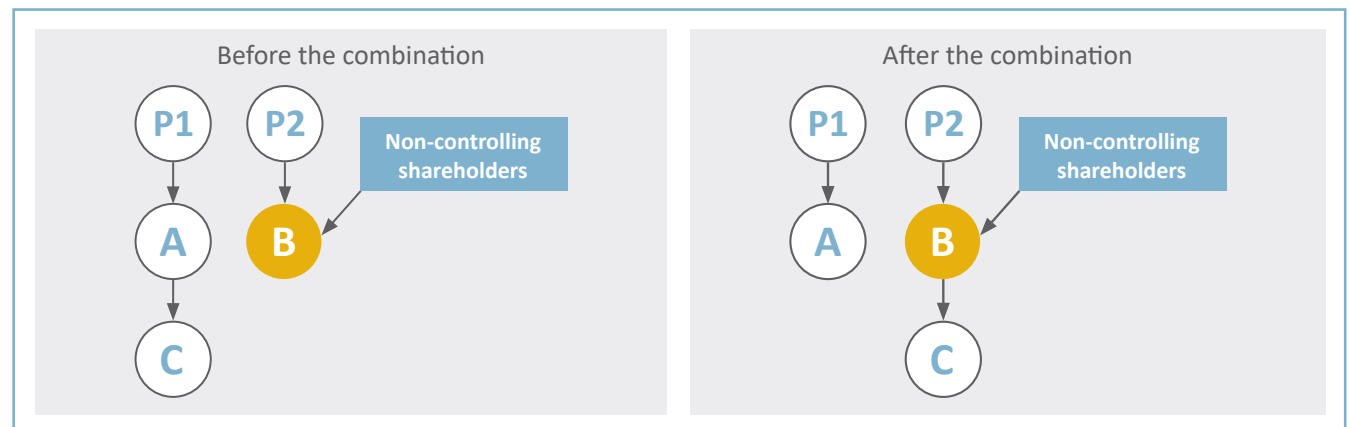 Before the combination
P1
P2
Non-controlling
shareholders
A
B
C
After the combination
P1
P2
Non-controlling
shareholders
A
B
C